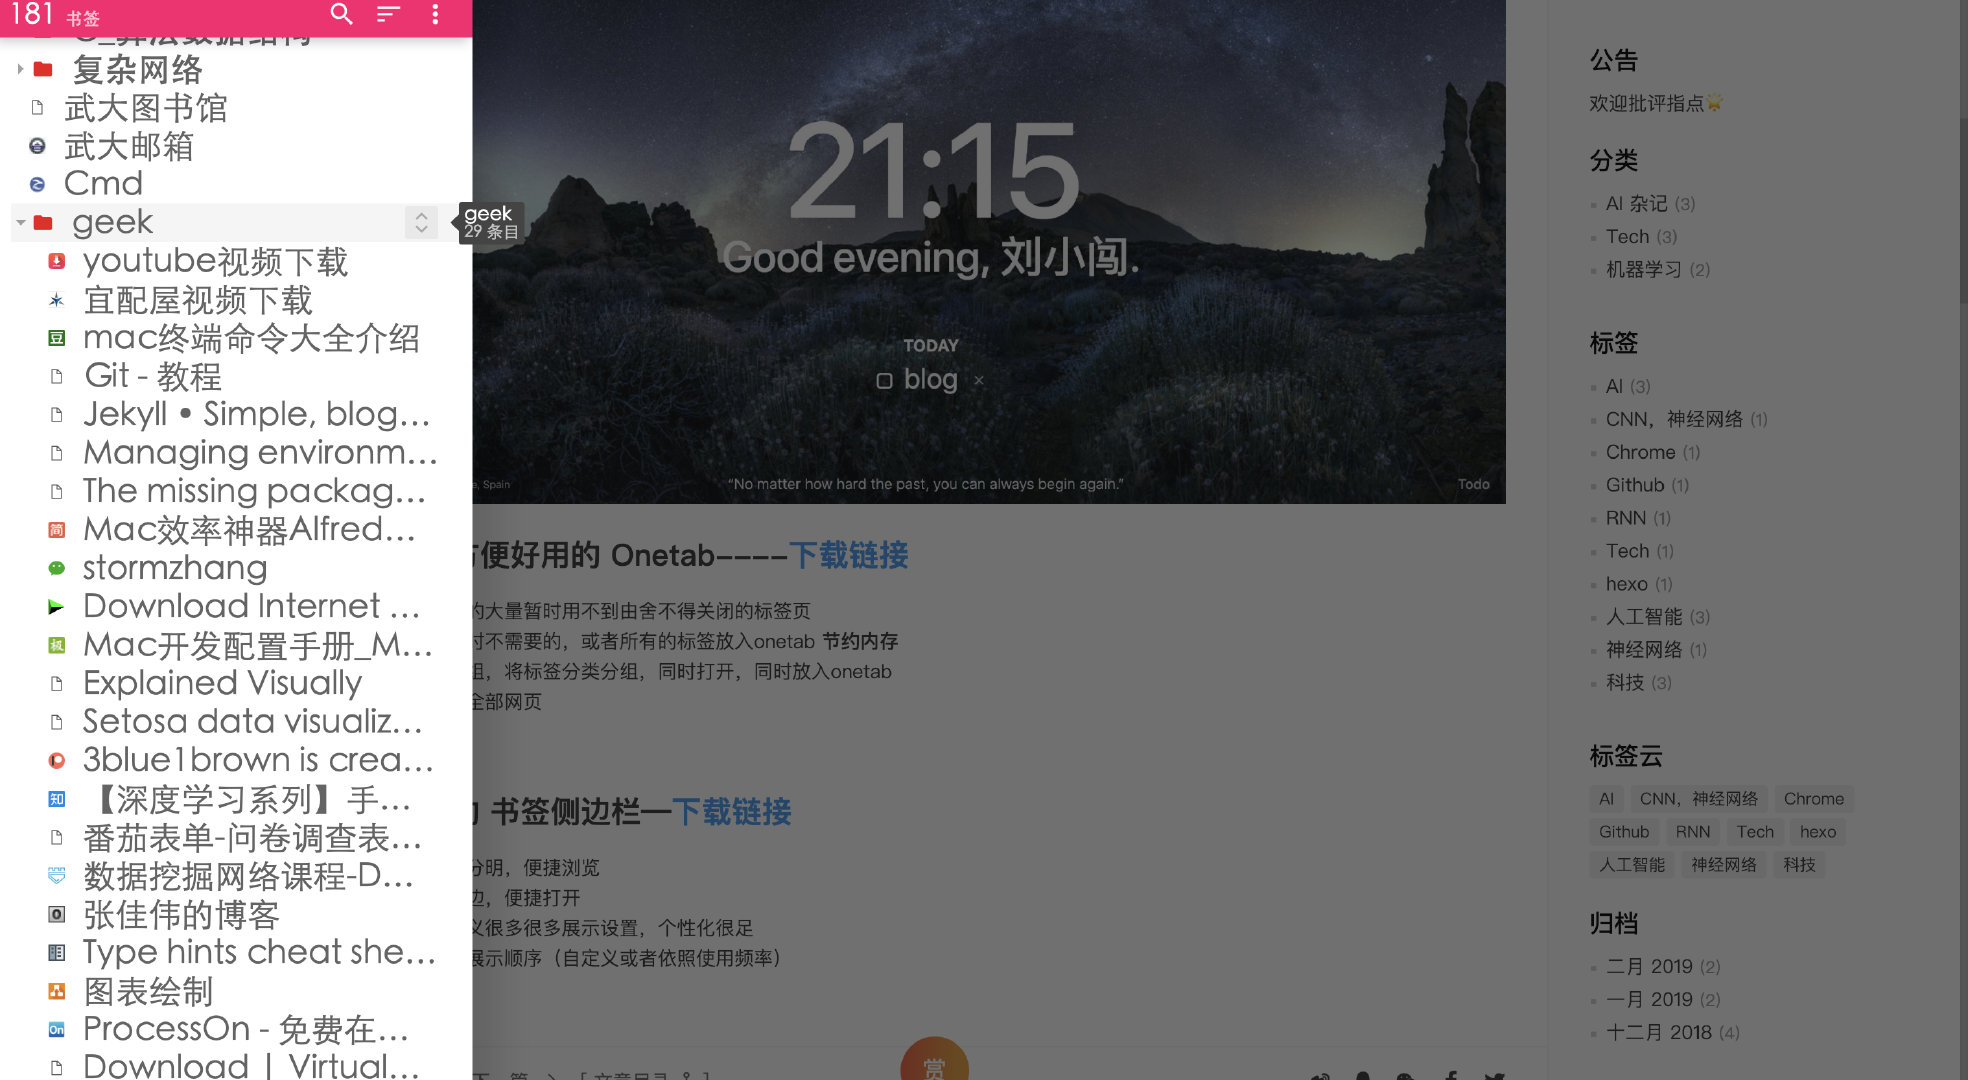 181 书签
复杂网络
武大图书馆
武大邮箱
Cmd
geek
geek
29 条目
youtube视频下载
宜配屋视频下载
mac终端命令大全介绍
Git - 教程
Jekyll • Simple, blog...
Managing environm...
The missing packag...
Mac效率神器Alfred...
stormzhang
Download Internet ...
Mac开发配置手册_M...
Explained Visually
Setosa data visualiz...
3blue1brown is crea...
【深度学习系列】手...
番茄表单-问卷调查表...
数据挖掘网络课程-D...
张佳伟的博客
Type hints cheat she...
图表绘制
ProcessOn - 免费在...
Download | Virtual...
21:15
Good evening, 刘小闯.
TODAY
blog ×
, Spain
“No matter how hard the past, you can always begin again.”
Todo
便好用的 Onetab----下载链接
的大量暂时用不到由舍不得关闭的标签页
时不需要的，或者所有的标签放入onetab 节约内存
组，将标签分类分组，同时打开，同时放入onetab
全部网页
书签侧边栏—下载链接
分明，便捷浏览
边，便捷打开
义很多很多展示设置，个性化很足
展示顺序（自定义或者依照使用频率）
赏
公告
欢迎批评指点
分类
AI 杂记 (3)
Tech (3)
机器学习 (2)
标签
AI (3)
CNN，神经网络 (1)
Chrome (1)
Github (1)
RNN (1)
Tech (1)
hexo (1)
人工智能 (3)
神经网络 (1)
科技 (3)
标签云
AI CNN，神经网络 Chrome
Github RNN Tech hexo
人工智能 神经网络 科技
归档
二月 2019 (2)
一月 2019 (2)
十二月 2018 (4)